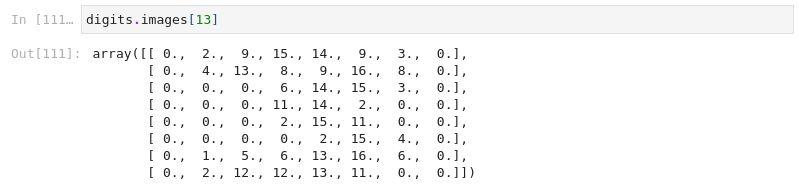 In [111… digits.images[13]
Out[111]: array([[ 0.,  2.,  9., 15., 14.,  9.,  3.,  0.],
[ 0.,  4., 13.,  8.,  9., 16.,  8.,  0.],
[ 0.,  0.,  0.,  6., 14., 15.,  3.,  0.],
[ 0.,  0.,  0., 11., 14.,  2.,  0.,  0.],
[ 0.,  0.,  0.,  2., 15., 11.,  0.,  0.],
[ 0.,  0.,  0.,  0.,  2., 15.,  4.,  0.],
[ 0.,  1.,  5.,  6., 13., 16.,  6.,  0.],
[ 0.,  2., 12., 12., 13., 11.,  0.,  0.]])